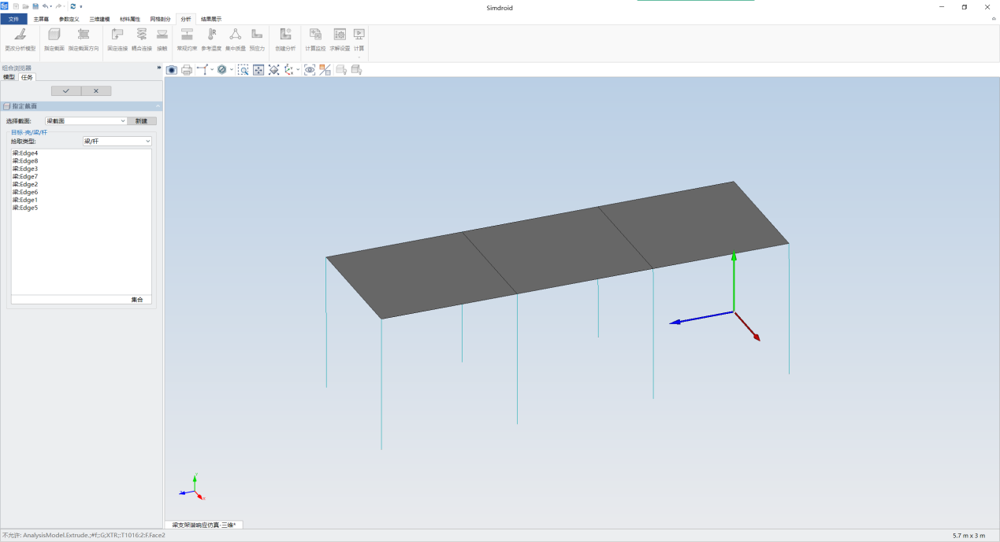 Simdroid
文件 主屏幕 参数定义 三维建模 材料属性 网格剖分 分析 结果展示
更改分析模型 指定截面 指定截面方向 固定连接 耦合连接 接触 常规约束 参考温度 集中质量 预应力 创建分析 计算监控 求解设置 计算
组合浏览器
模型 任务
指定截面
选择截面: 梁截面 新建
目标-壳/梁/杆
拾取类型: 梁/杆
梁:Edge4
梁:Edge8
梁:Edge3
梁:Edge7
梁:Edge2
梁:Edge6
梁:Edge1
梁:Edge5
集合
Y
Z
X
梁支架谐响应仿真-三维*
不允许: AnalysisModel.Extrude.;#f;:G;XTR;:T1016:2;F.Face2
5.7 m x 3 m